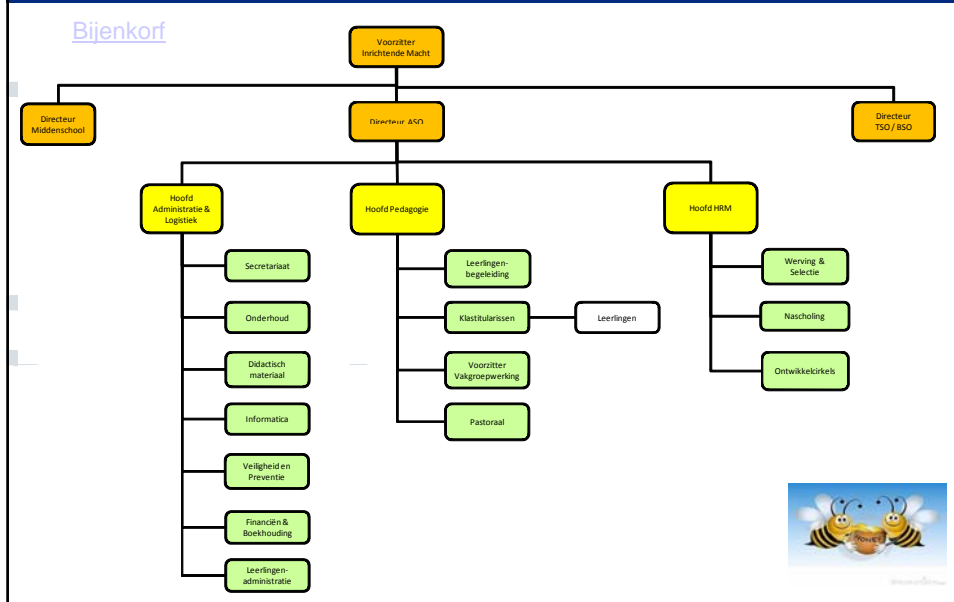 Bijenkorf
Voorzitter
Inrichtende Macht
Directeur
Middenschool
Directeur ASO
Directeur
TSO / BSO
Hoofd
Administratie &
Logistiek
Hoofd Pedagogie
Hoofd HRM
Secretariaat
Onderhoud
Didactisch
materiaal
Informatica
Veiligheid en
Preventie
Financiën &
Boekhouding
Leerlingen-
administratie
Leerlingen-
begeleiding
Klastitularissen
Leerlingen
Voorzitter
Vakgroepwerking
Pastoraal
Werving &
Selectie
Nascholing
Ontwikkelcirkels
HONEY